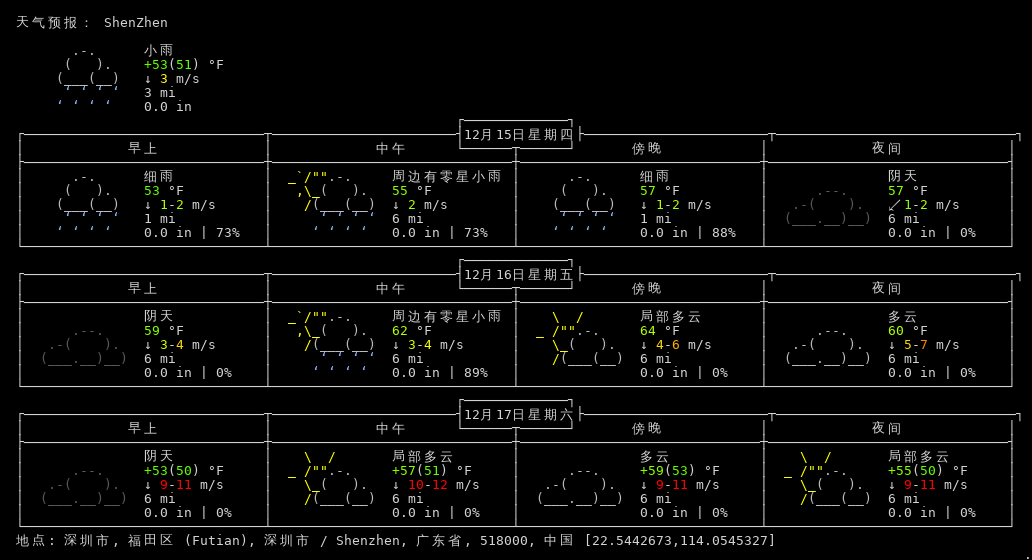 天气预报： ShenZhen
小雨
+53(51) °F
↓ 3 m/s
3 mi
0.0 in
12月15日星期四
早上 中午 傍晚 夜间
细雨 周边有零星小雨 细雨 阴天
53 °F 55 °F 57 °F 57 °F
↓ 1-2 m/s ↓ 2 m/s ↓ 1-2 m/s ↙ 1-2 m/s
1 mi 6 mi 1 mi 6 mi
0.0 in | 73% 0.0 in | 73% 0.0 in | 88% 0.0 in | 0%
12月16日星期五
早上 中午 傍晚 夜间
阴天 周边有零星小雨 局部多云 多云
59 °F 62 °F 64 °F 60 °F
↓ 3-4 m/s ↓ 3-4 m/s ↓ 4-6 m/s ↓ 5-7 m/s
6 mi 6 mi 6 mi 6 mi
0.0 in | 0% 0.0 in | 89% 0.0 in | 0% 0.0 in | 0%
12月17日星期六
早上 中午 傍晚 夜间
阴天 局部多云 多云 局部多云
+53(50) °F +57(51) °F +59(53) °F +55(50) °F
↓ 9-11 m/s ↓ 10-12 m/s ↓ 9-11 m/s ↓ 9-11 m/s
6 mi 6 mi 6 mi 6 mi
0.0 in | 0% 0.0 in | 0% 0.0 in | 0% 0.0 in | 0%
地点: 深圳市, 福田区 (Futian), 深圳市 / Shenzhen, 广东省, 518000, 中国 [22.5442673,114.0545327]